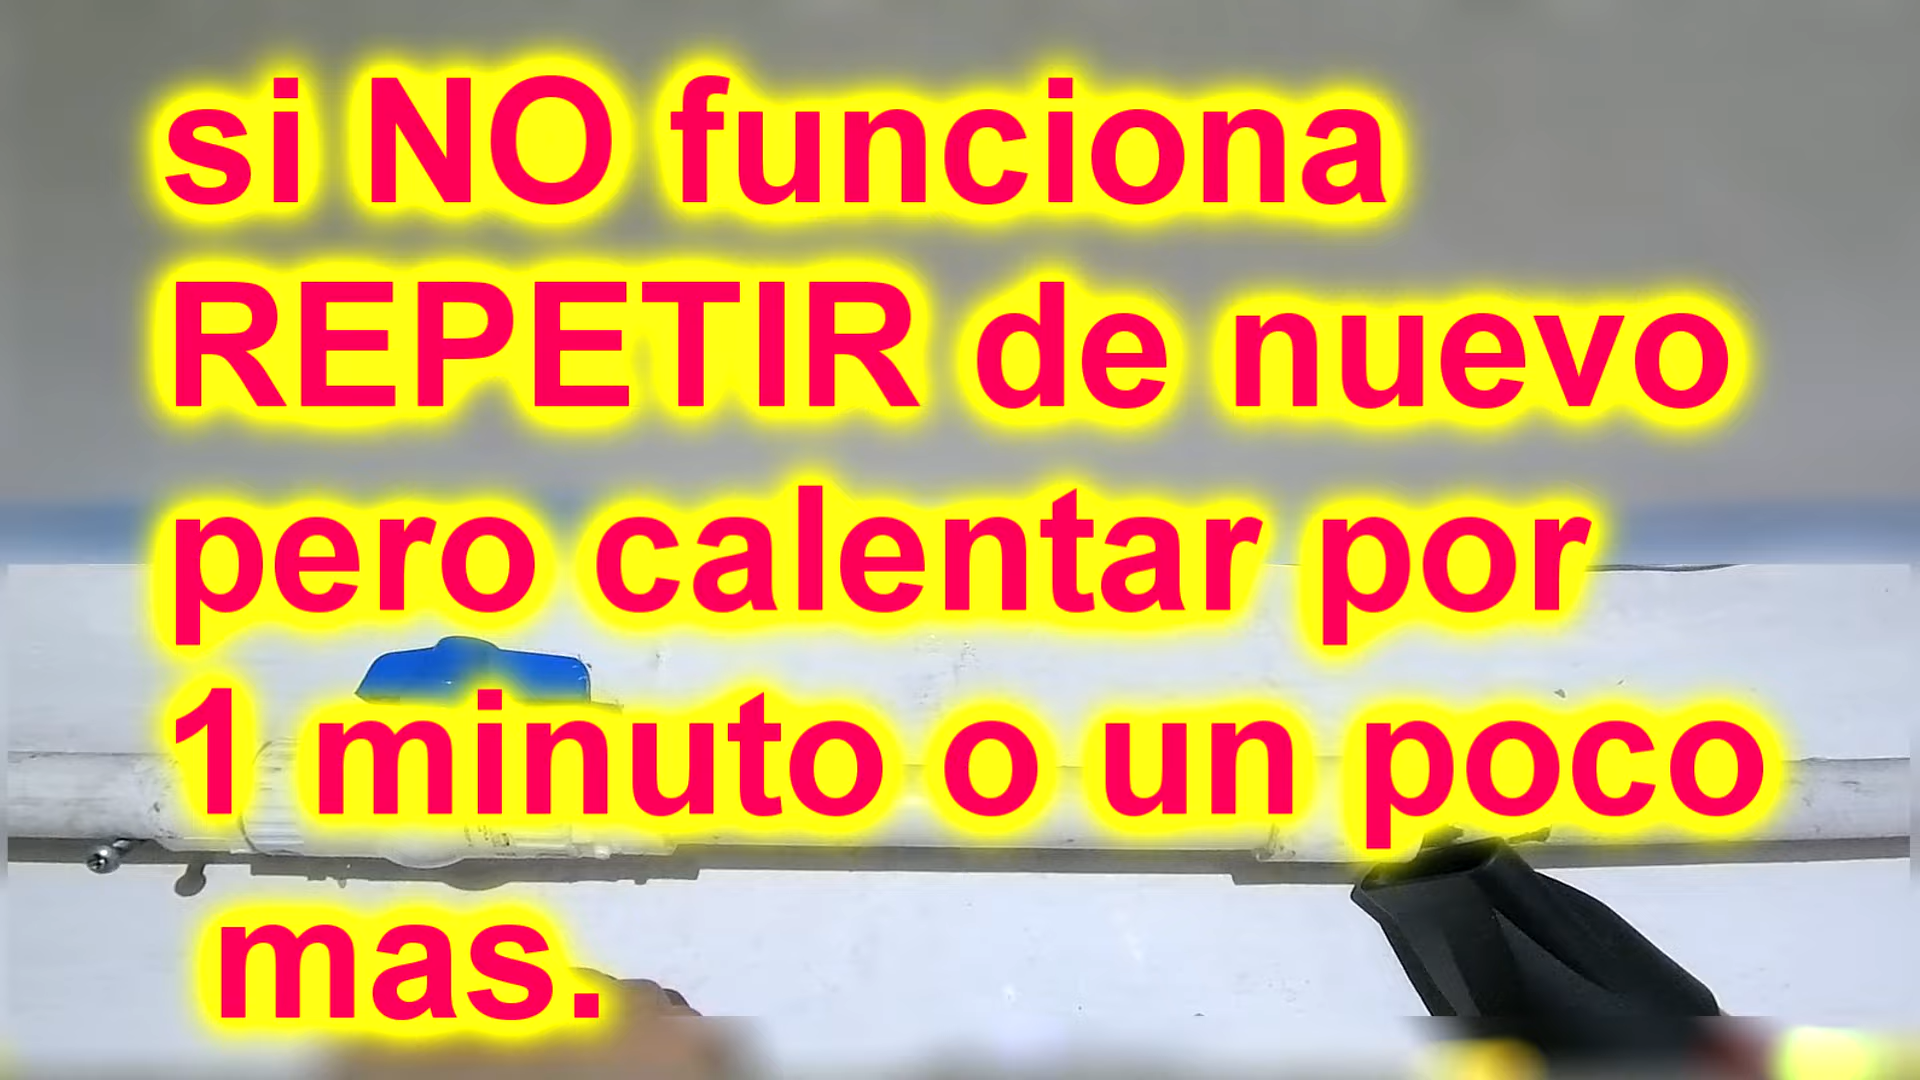 si NO funciona
REPETIR de nuevo
pero calentar por
1 minuto o un poco
mas.